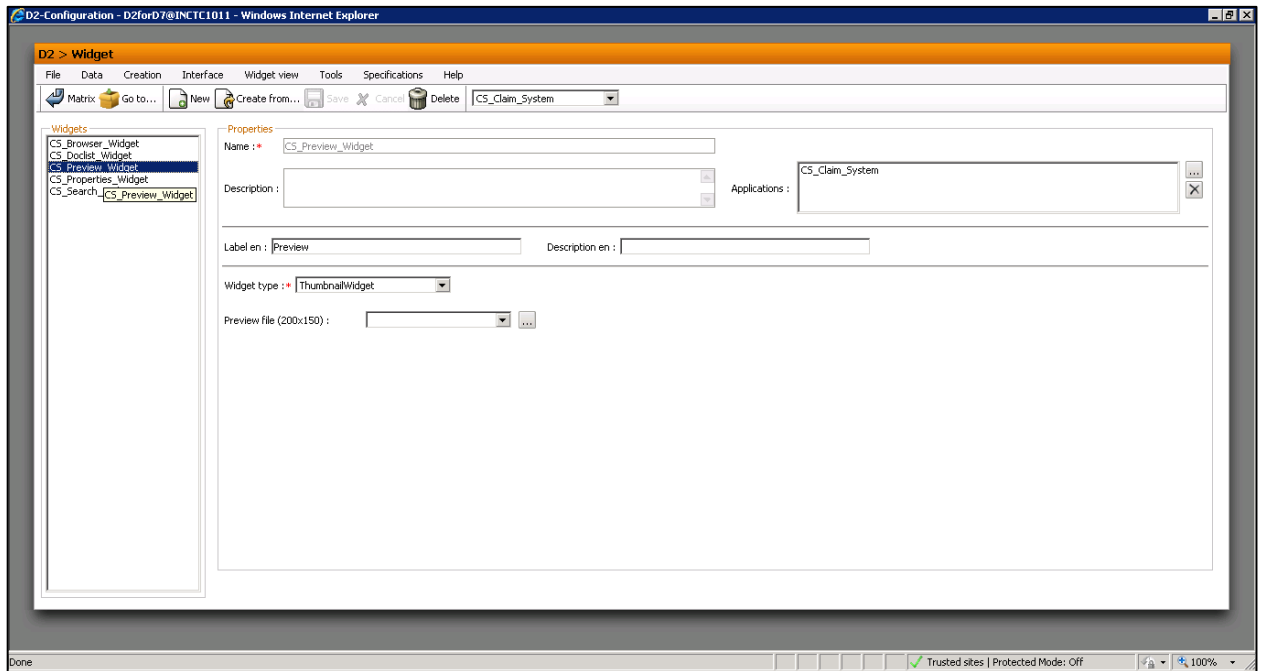 D2-Configuration - D2forD7@INCTC1011 - Windows Internet Explorer
D2 > Widget
File Data Creation Interface Widget view Tools Specifications Help
Matrix Go to... New Create from... Save Cancel Delete CS_Claim_System
Widgets
CS_Browser_Widget
CS_Doclist_Widget
CS_Preview_Widget
CS_Properties_Widget
CS_Search_
CS_Preview_Widget
Properties
Name :* CS_Preview_Widget
Description :
Applications : CS_Claim_System
...
Label en : Preview Description en :
Widget type :* ThumbnailWidget
Preview file (200x150) : ...
Done Trusted sites | Protected Mode: Off 100%